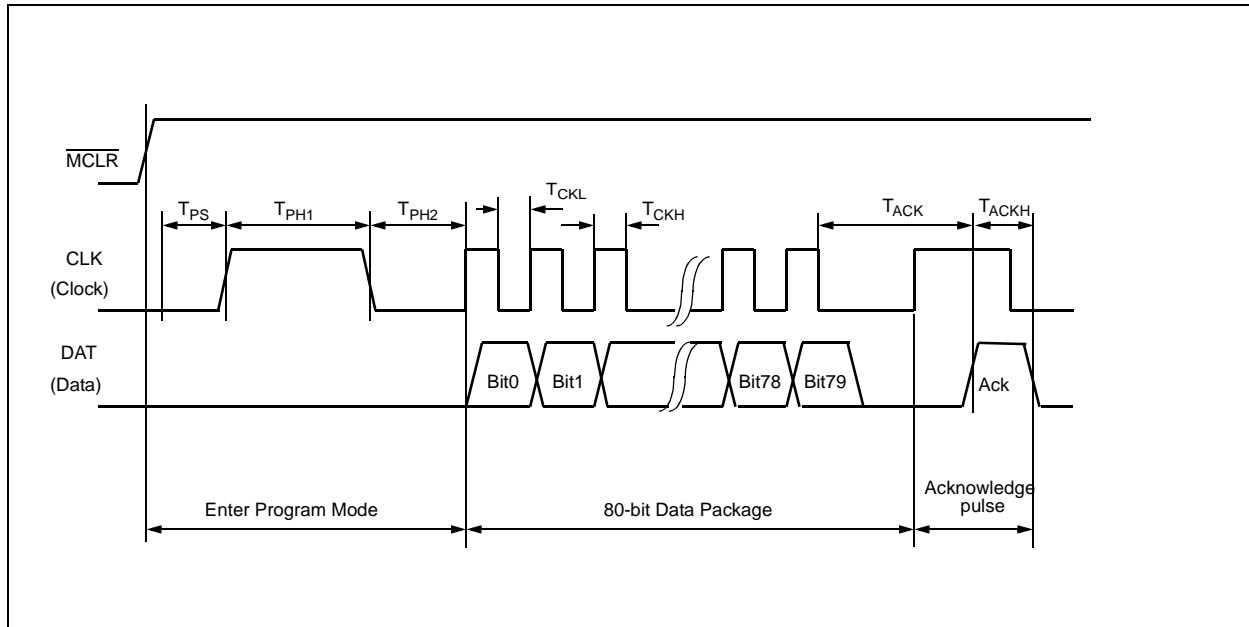 MCLR
TPS
TPH1
TPH2
TCKL
TCKH
TACK
TACKH
CLK
(Clock)
DAT
(Data)
Bit0
Bit1
Bit78
Bit79
Ack
Enter Program Mode
80-bit Data Package
Acknowledge
pulse